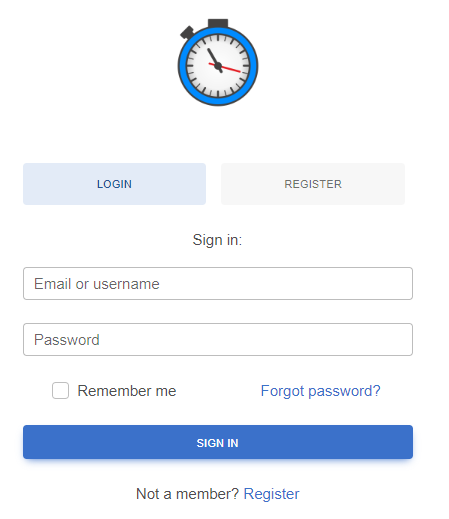 LOGIN REGISTER
Sign in:
Email or username
Password
Remember me Forgot password?
SIGN IN
Not a member? Register